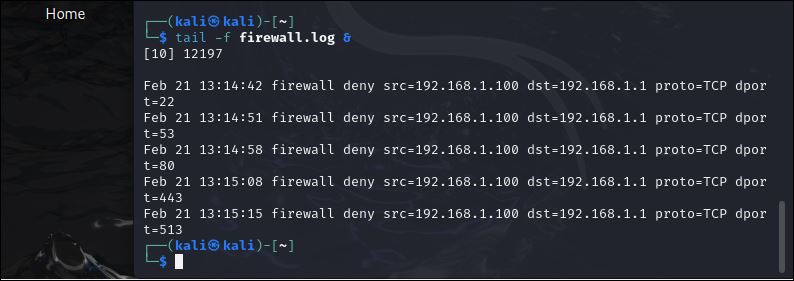 Home
┌──(kali㉿kali)-[~]
└─$ tail -f firewall.log &
[10] 12197
Feb 21 13:14:42 firewall deny src=192.168.1.100 dst=192.168.1.1 proto=TCP dpor
t=22
Feb 21 13:14:51 firewall deny src=192.168.1.100 dst=192.168.1.1 proto=TCP dpor
t=53
Feb 21 13:14:58 firewall deny src=192.168.1.100 dst=192.168.1.1 proto=TCP dpor
t=80
Feb 21 13:15:08 firewall deny src=192.168.1.100 dst=192.168.1.1 proto=TCP dpor
t=443
Feb 21 13:15:15 firewall deny src=192.168.1.100 dst=192.168.1.1 proto=TCP dpor
t=513
┌──(kali㉿kali)-[~]
└─$